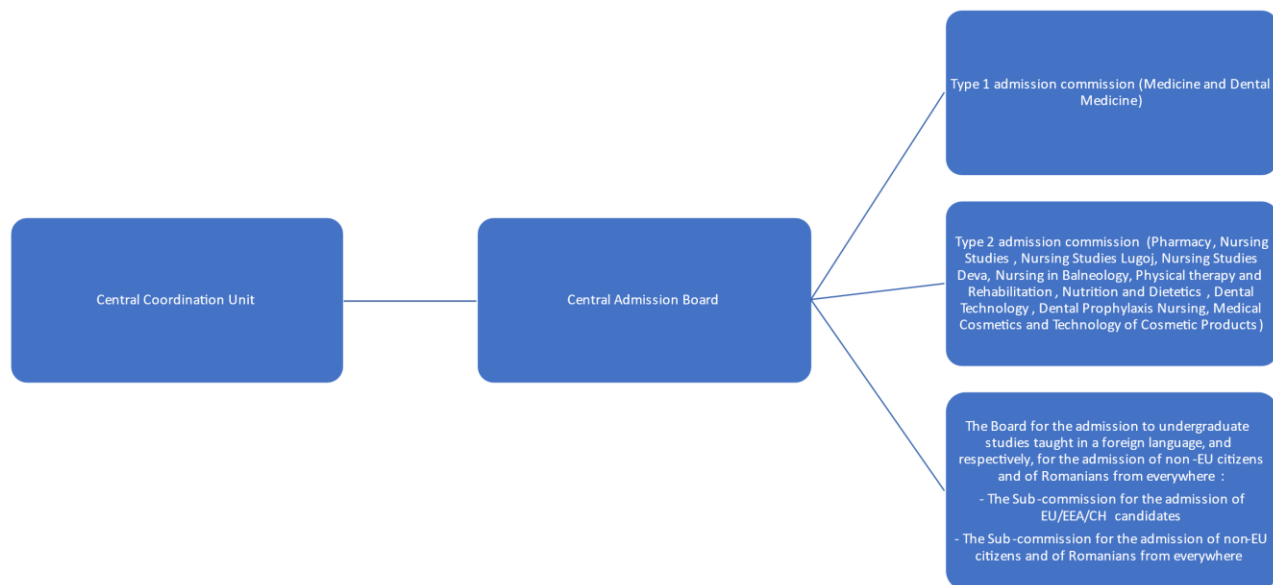 Type 1 admission commission (Medicine and Dental
Medicine)
Central Coordination Unit
Central Admission Board
Type 2 admission commission (Pharmacy, Nursing
Studies , Nursing Studies Lugoj, Nursing Studies
Deva, Nursing in Balneology, Physical therapy and
Rehabilitation , Nutrition and Dietetics , Dental
Technology , Dental Prophylaxis Nursing, Medical
Cosmetics and Technology of Cosmetic Products )
The Board for the admission to undergraduate
studies taught in a foreign language, and
respectively, for the admission of non -EU citizens
and of Romanians from everywhere :
- The Sub -commission for the admission of
EU/EEA/CH candidates
- The Sub -commission for the admission of non-EU
citizens and of Romanians from everywhere